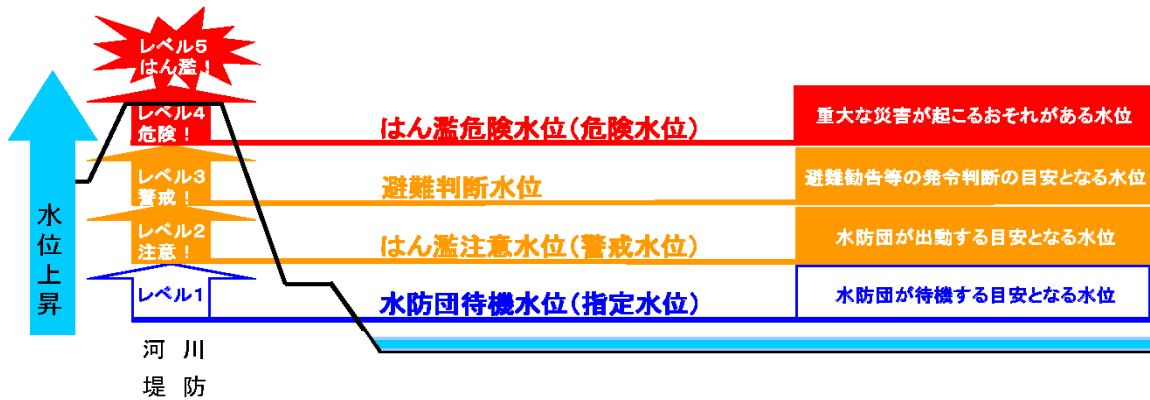 レベル5
はん濫!
レベル4
危険!
はん濫危険水位(危険水位)
重大な災害が起こるおそれがある水位
レベル3
警戒!
避難判断水位
避難勧告等の発令判断の目安となる水位
レベル2
注意!
はん濫注意水位(警戒水位)
水防団が出動する目安となる水位
レベル1
水防団待機水位(指定水位)
水防団が待機する目安となる水位
水位上昇
河川
堤防